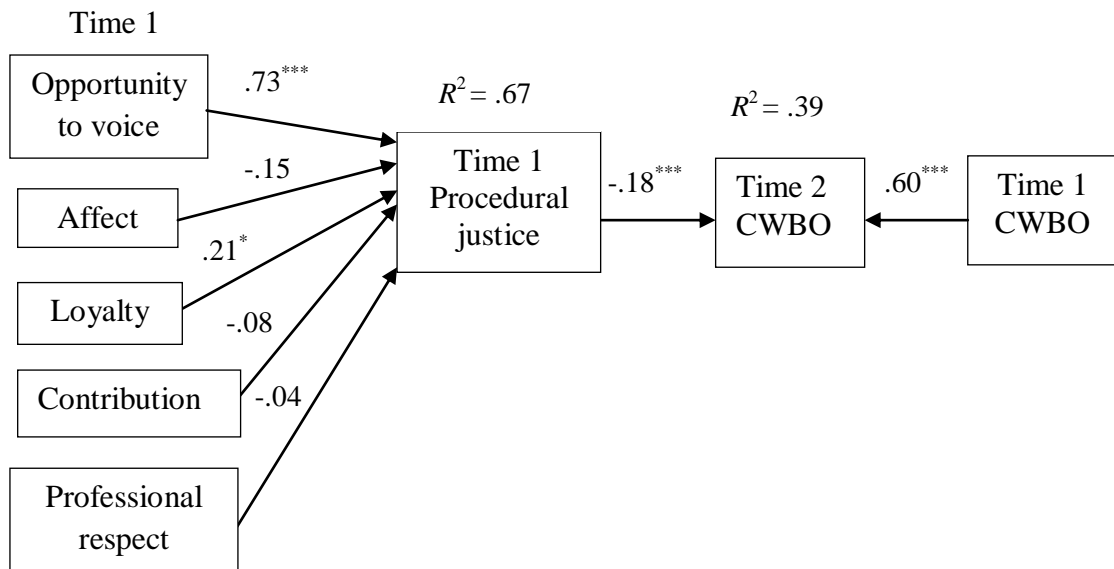 Time 1
Opportunity
to voice
.73***
R² = .67
R² = .39
Affect
-.15
Time 1
Procedural
justice
-.18***
Time 2
CWBO
.60***
Time 1
CWBO
.21*
Loyalty
-.08
Contribution
-.04
Professional
respect